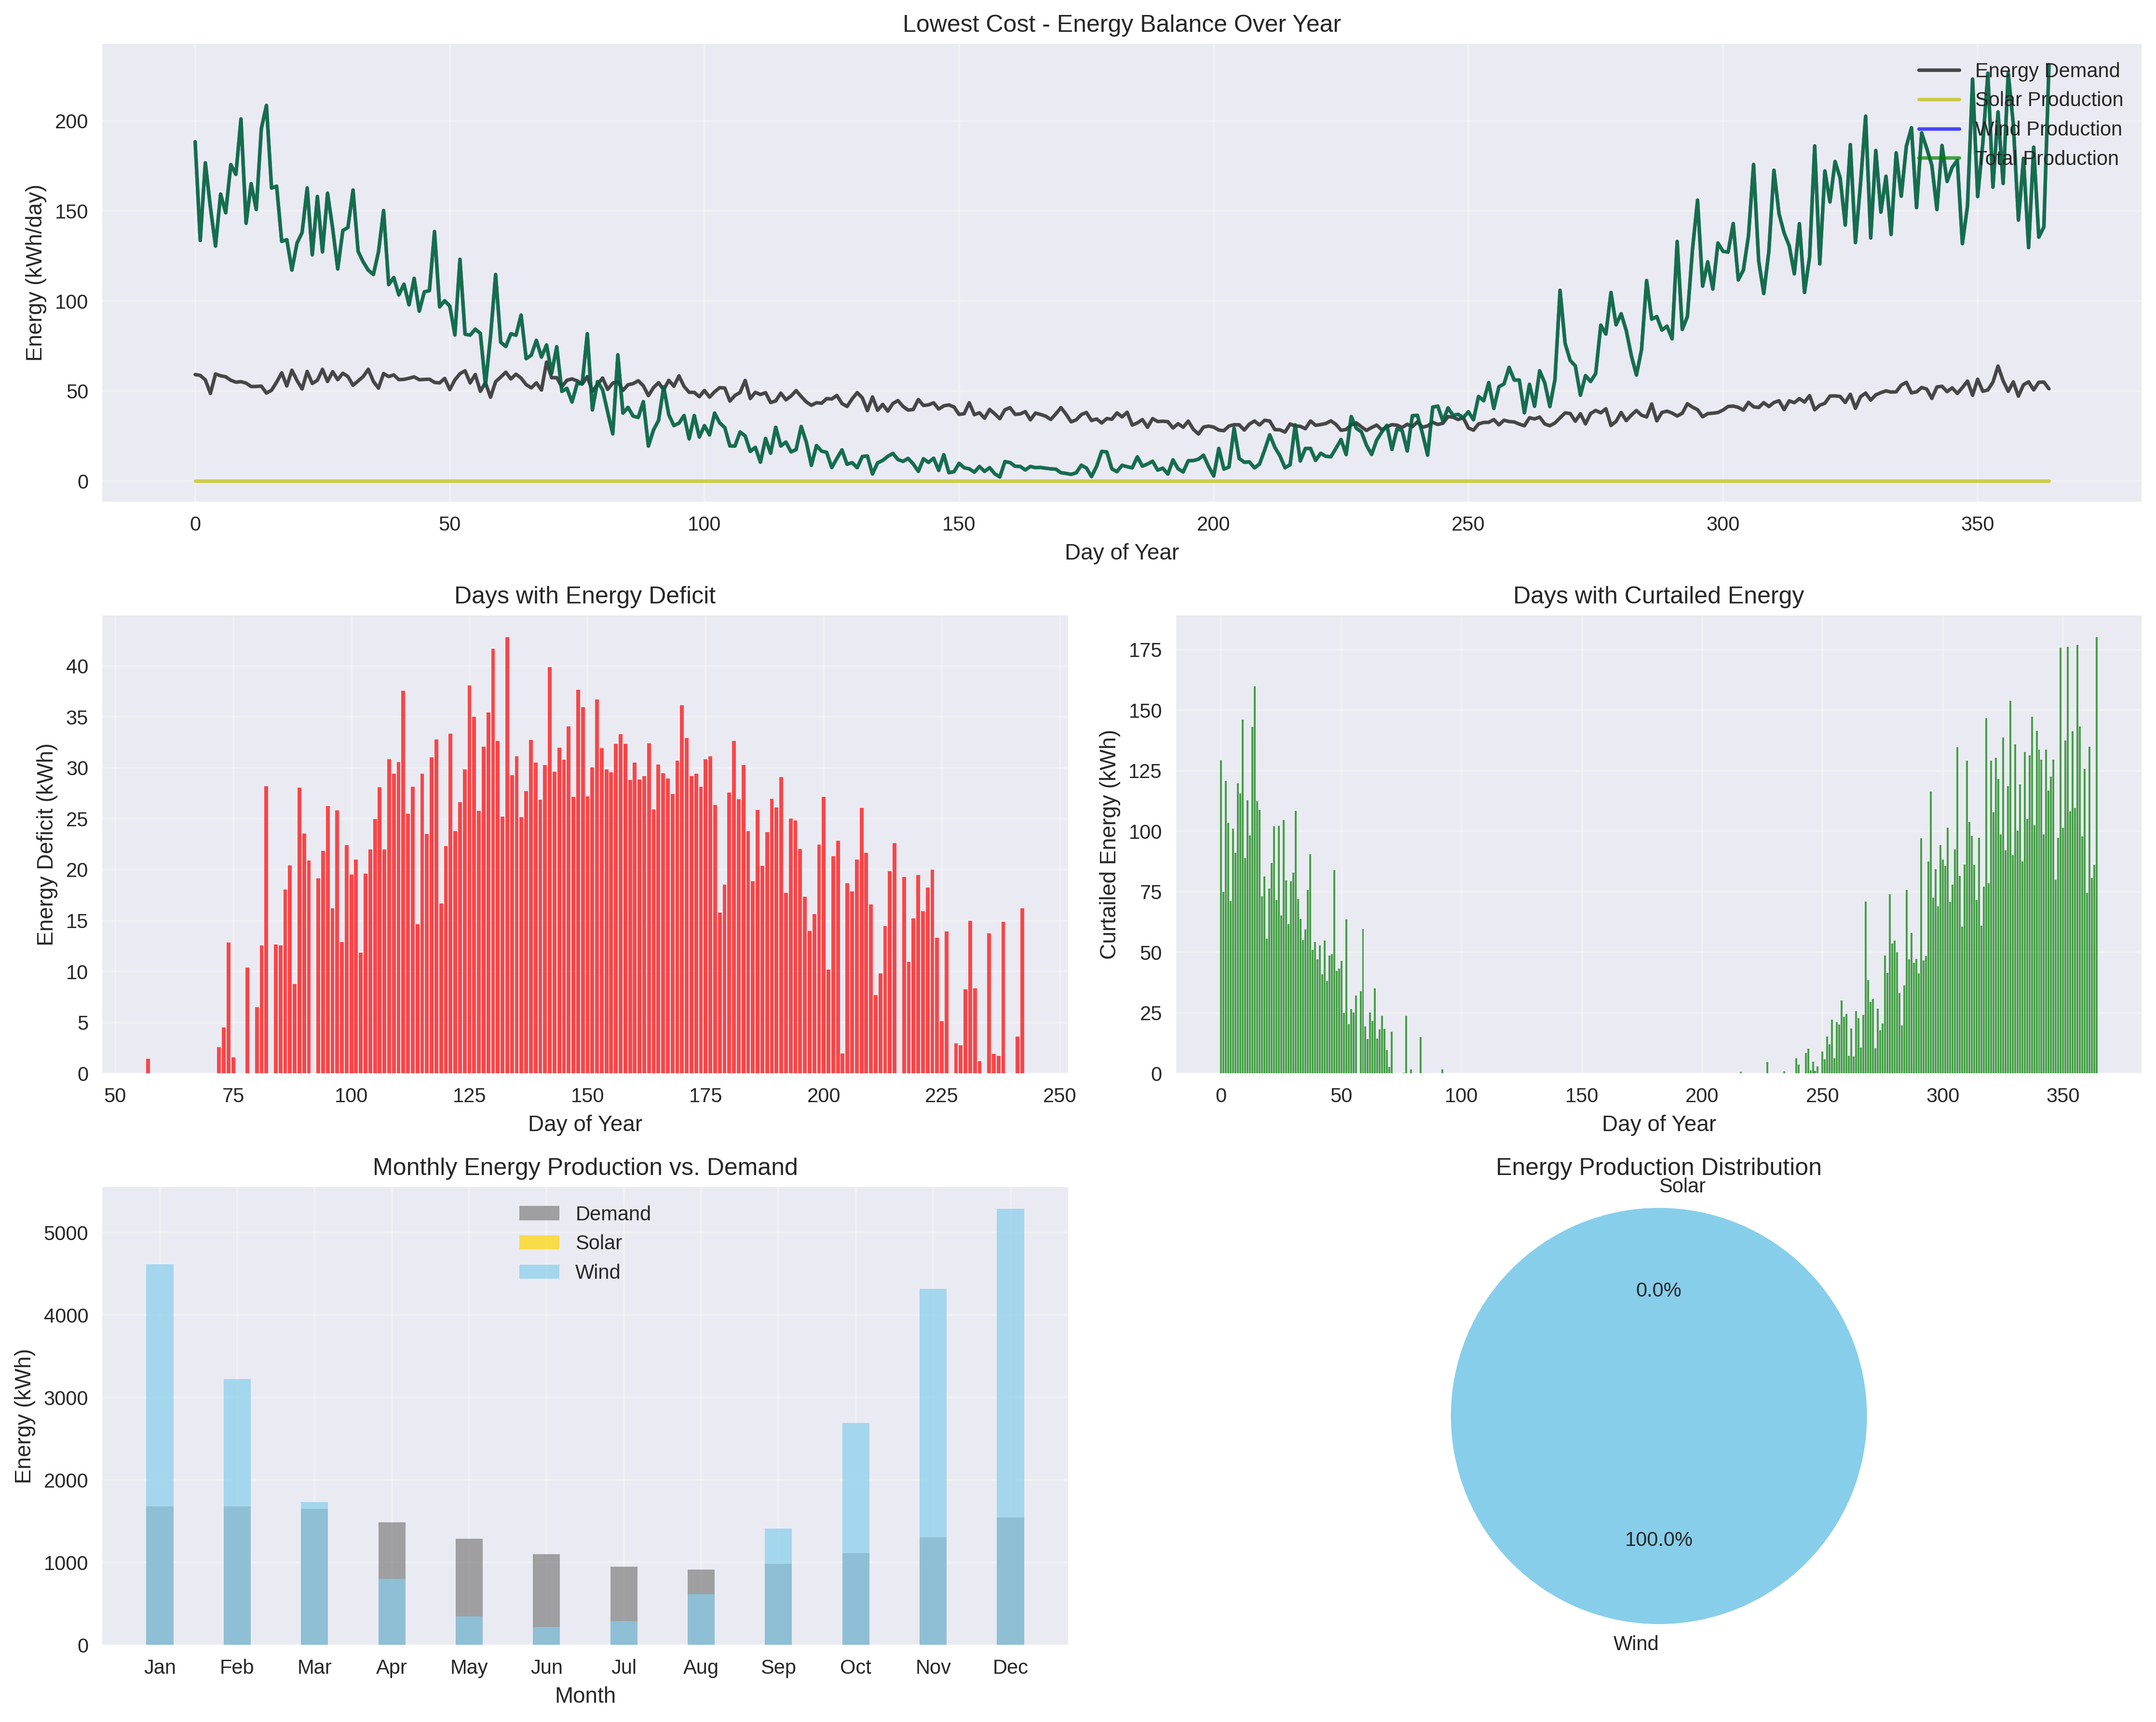 Lowest Cost - Energy Balance Over Year
Energy (kWh/day)
200
150
100
50
0
Energy Demand
Solar Production
Wind Production
Total Production
0 50 100 150 200 250 300 350
Day of Year
Days with Energy Deficit
Energy Deficit (kWh)
40
35
30
25
20
15
10
5
0
50 75 100 125 150 175 200 225 250
Day of Year
Days with Curtailed Energy
Curtailed Energy (kWh)
175
150
125
100
75
50
25
0
0 50 100 150 200 250 300 350
Day of Year
Monthly Energy Production vs. Demand
Energy (kWh)
5000
4000
3000
2000
1000
0
Demand
Solar
Wind
Jan Feb Mar Apr May Jun Jul Aug Sep Oct Nov Dec
Month
Energy Production Distribution
Solar
0.0%
100.0%
Wind